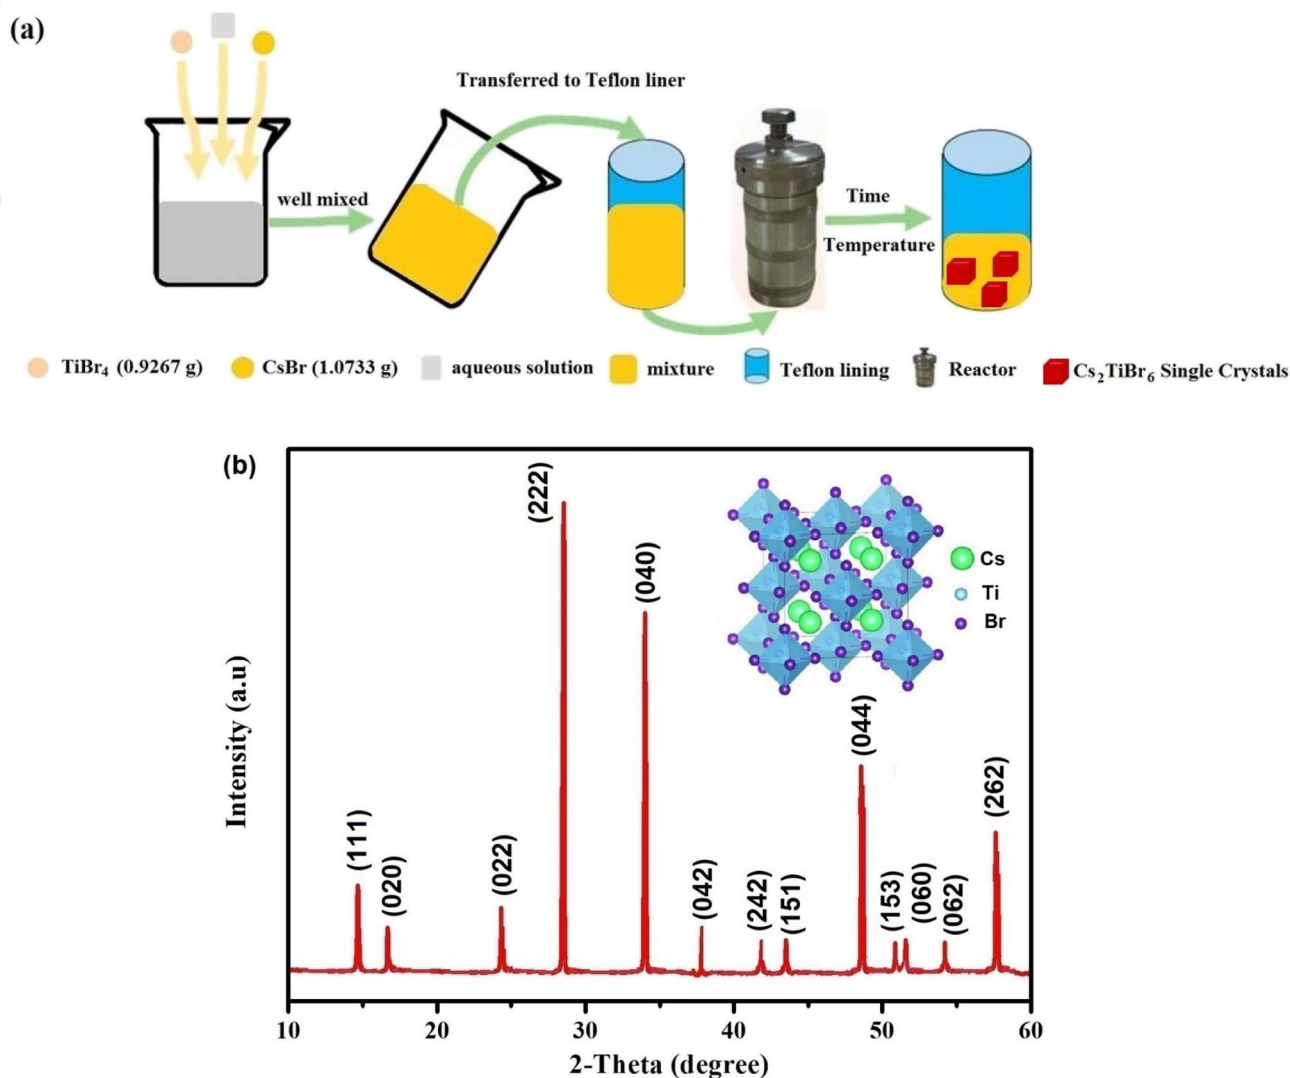 (a)
Transferred to Teflon liner
well mixed
Time
Temperature
TiBr₄ (0.9267 g)
CsBr (1.0733 g)
aqueous solution
mixture
Teflon lining
Reactor
Cs₂TiBr₆ Single Crystals
(b)
(111)
(020)
(022)
(222)
(040)
(042)
(242)
(151)
(044)
(153)
(060)
(062)
(262)
Cs
Ti
Br
Intensity (a.u)
10 20 30 40 50 60
2-Theta (degree)